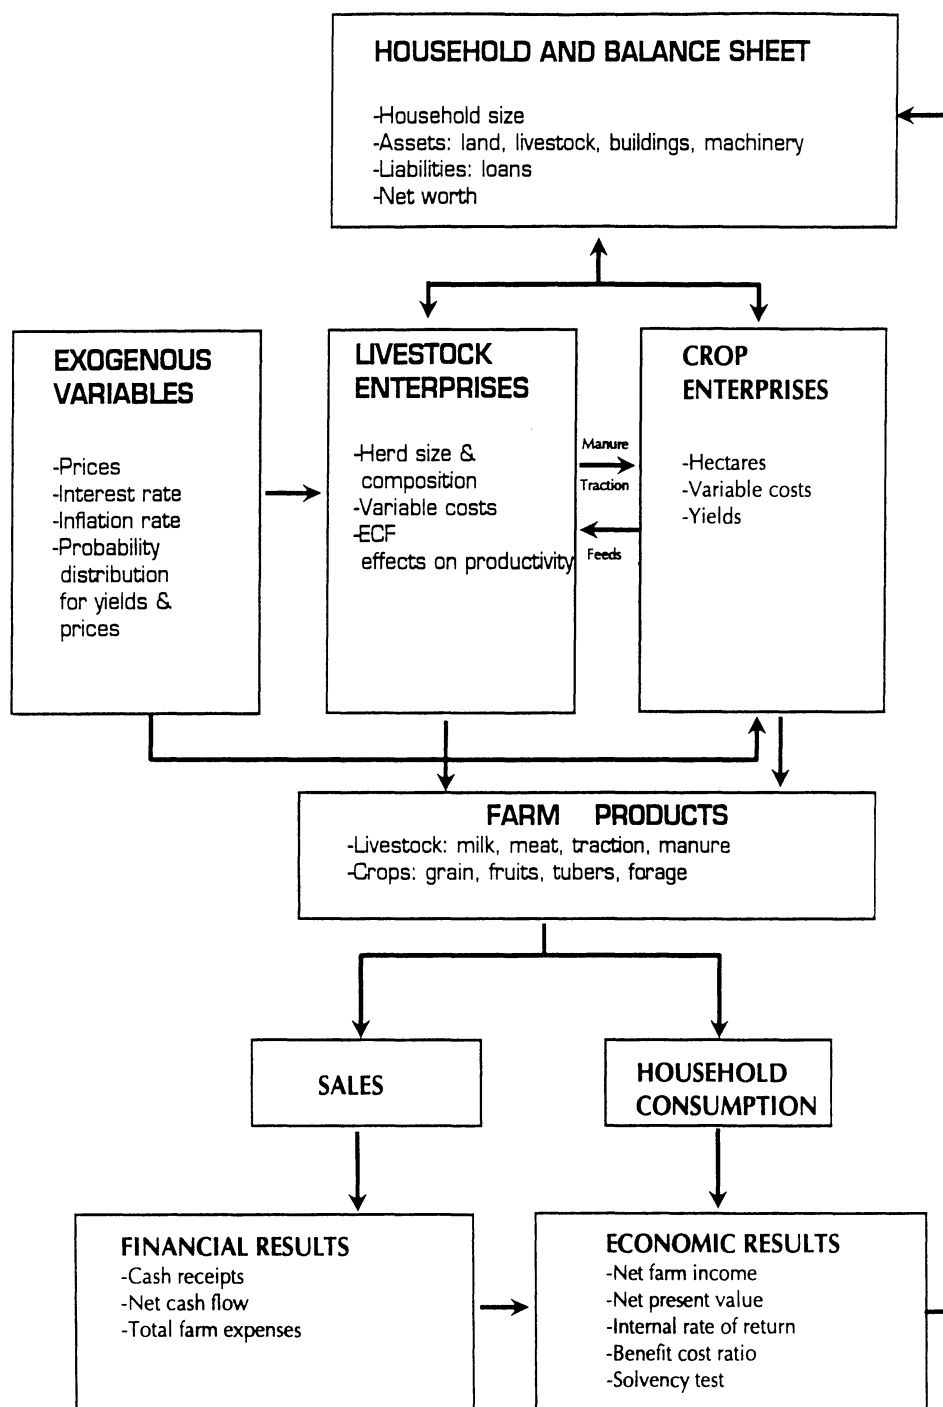 HOUSEHOLD AND BALANCE SHEET
-Household size
-Assets: land, livestock, buildings, machinery
-Liabilities: loans
-Net worth
EXOGENOUS
VARIABLES
-Prices
-Interest rate
-Inflation rate
-Probability
distribution
for yields &
prices
LIVESTOCK
ENTERPRISES
-Herd size &
composition
-Variable costs
-ECF
effects on productivity
Manure
Traction
Feeds
CROP
ENTERPRISES
-Hectares
-Variable costs
-Yields
FARM PRODUCTS
-Livestock: milk, meat, traction, manure
-Crops: grain, fruits, tubers, forage
SALES
HOUSEHOLD
CONSUMPTION
FINANCIAL RESULTS
-Cash receipts
-Net cash flow
-Total farm expenses
ECONOMIC RESULTS
-Net farm income
-Net present value
-Internal rate of return
-Benefit cost ratio
-Solvency test